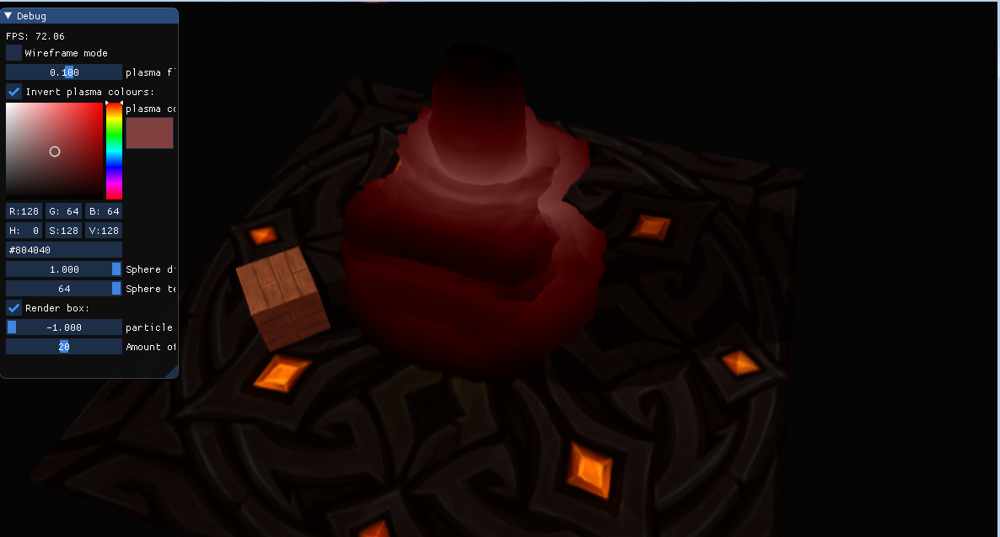 Debug
FPS: 72.06
Wireframe mode
0.100 plasma f
Invert plasma colours:
plasma co
R:128 G: 64 B: 64
H: 0 S:128 V:128
#804040
1.000 Sphere d
64 Sphere te
Render box:
-1.000 particle
20 Amount of